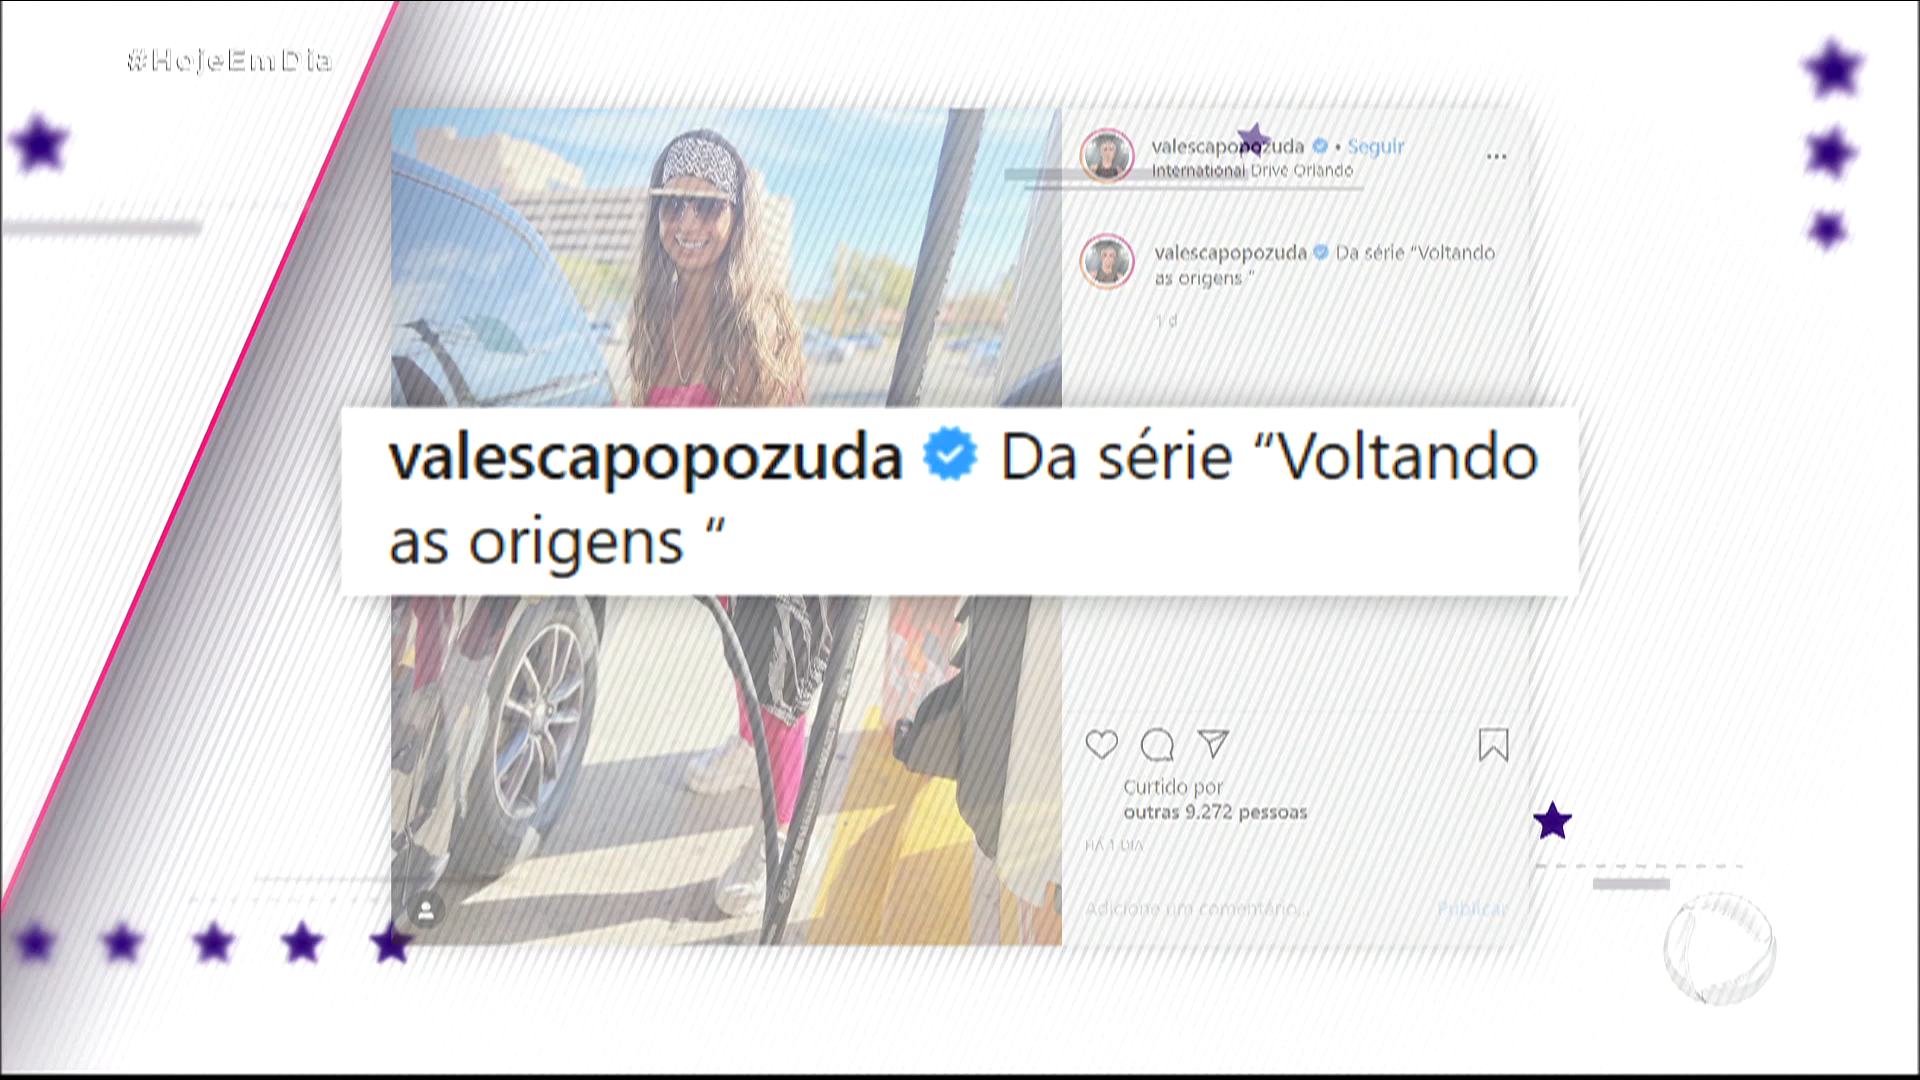 #HojeEmDia
valescapopozuda • Seguir
International Drive Orlando
valescapopozuda Da série “Voltando
as origens “
1 d
valescapopozuda Da série “Voltando
as origens “
Curtido por
outras 9.272 pessoas
HÁ 1 DIA
Adicione um comentário...
Publicar